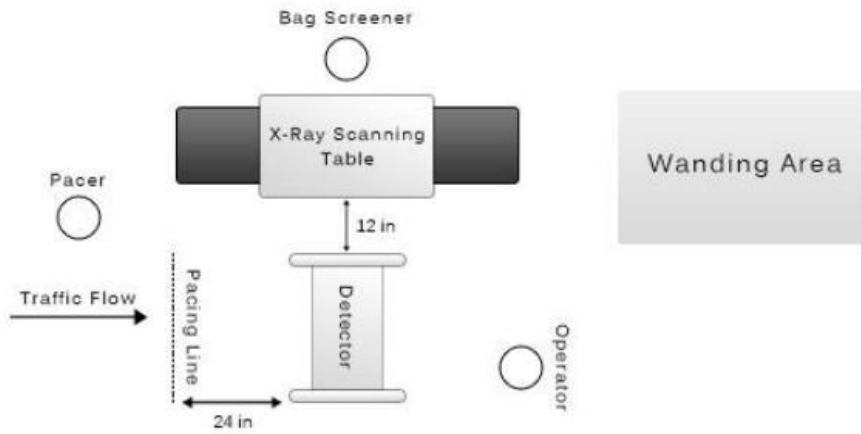 Bag Screener
X-Ray Scanning
Table
Wanding Area
Pacer
12 in
Traffic Flow
Pacing Line
Detector
Operator
24 in